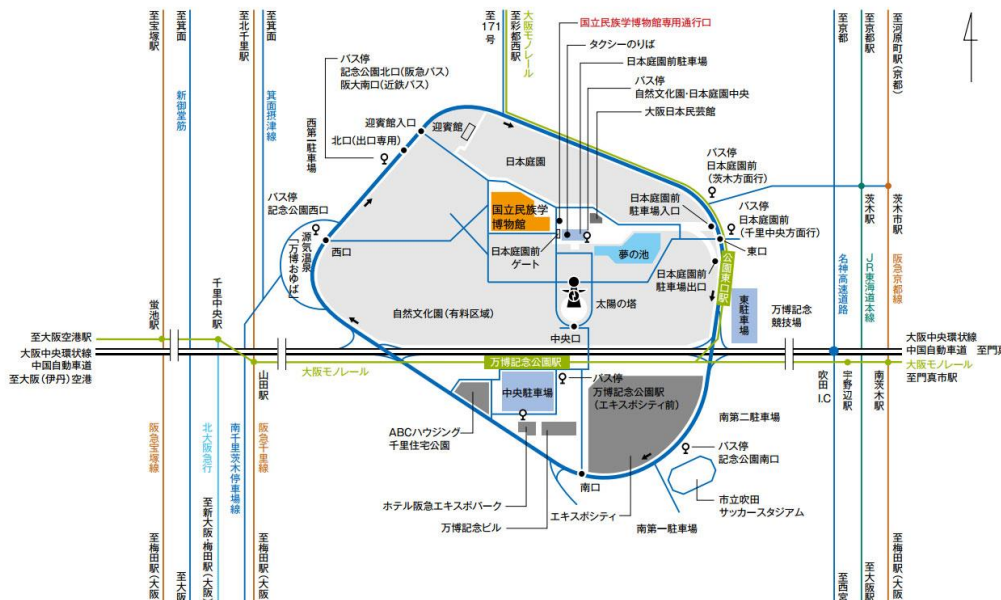 至宝塚駅
至箕面
至北千里駅
至箕面
至171号
至彩都西駅
大阪モノレール
国立民族学博物館専用通行口
タクシーのりば
日本庭園前駐車場
バス停
自然文化園・日本庭園中央
大阪日本民芸館
至京都
至京都駅
至河原町駅(京都)
新御堂筋
箕面摂津線
西第一駐車場
バス停
記念公園北口(阪急バス)
阪大南口(近鉄バス)
迎賓館入口
迎賓館
北口(出口専用)
日本庭園
バス停
日本庭園前
(茨木方面行)
バス停
記念公園西口
国立民族学
博物館
日本庭園前
駐車場入口
バス停
日本庭園前
(千里中央方面行)
東口
茨木駅
茨木市駅
源気温泉
「万博おゆば」
西口
日本庭園前
ゲート
夢の池
日本庭園前
駐車場出口
公園東口駅
名神高速道路
JR東海道本線
阪急京都線
太陽の塔
自然文化園(有料区域)
中央口
東駐車場
万博記念
競技場
蛍池駅
千里中央駅
至大阪空港駅
大阪中央環状線
中国自動車道
至大阪(伊丹)空港
大阪中央環状線
中国自動車道 至門真
大阪モノレール
至門真市駅
大阪モノレール
万博記念公園駅
山田駅
中央駐車場
バス停
万博記念公園駅
(エキスポシティ前)
吹田
I.C
宇野辺駅
南茨木駅
ABCハウジング
千里住宅公園
南第二駐車場
バス停
記念公園南口
阪急宝塚線
北大阪急行
南千里茨木停車場線
阪急千里線
南口
ホテル阪急エキスポパーク
万博記念ビル
エキスポシティ
南第一駐車場
市立吹田
サッカースタジアム
至梅田駅(大阪
至大阪
至新大阪・梅田駅(大阪
至梅田駅(大阪
至西宮
至大阪駅
至梅田駅(大阪